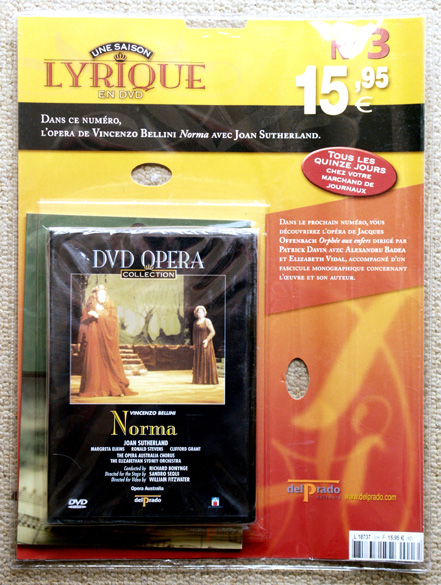 UNE SAISON
LYRIQUE
EN DVD
N°3
15,95
€
DANS CE NUMÉRO,
L'OPERA DE VINCENZO BELLINI Norma AVEC JOAN SUTHERLAND.
TOUS LES
QUINZE JOURS
CHEZ VOTRE
MARCHAND DE
JOURNAUX
DANS LE PROCHAIN NUMÉRO, VOUS
DÉCOUVRIREZ L'OPÉRA DE JACQUES
OFFENBACH Orphée aux enfers DIRIGÉ PAR
PATRICK DAVIN AVEC ALEXANDRU BADEA
ET ELIZABETH VIDAL, ACCOMPAGNÉ D'UN
FASCICULE MONOGRAPHIQUE CONCERNANT
L'ŒUVRE ET SON AUTEUR.
DVD OPERA
COLLECTION
VINCENZO BELLINI
Norma
JOAN SUTHERLAND
MARGRETA ELKINS RONALD STEVENS CLIFFORD GRANT
THE OPERA AUSTRALIA CHORUS
THE ELIZABETHAN SYDNEY ORCHESTRA
Conducted by RICHARD BONYNGE
Directed for the Stage by SANDRO SEQUI
Directed for Video by WILLIAM FITZWATER
Opera Australia
DVD
delPrado
delPrado
www.delprado.com
L 18737
15,95 €